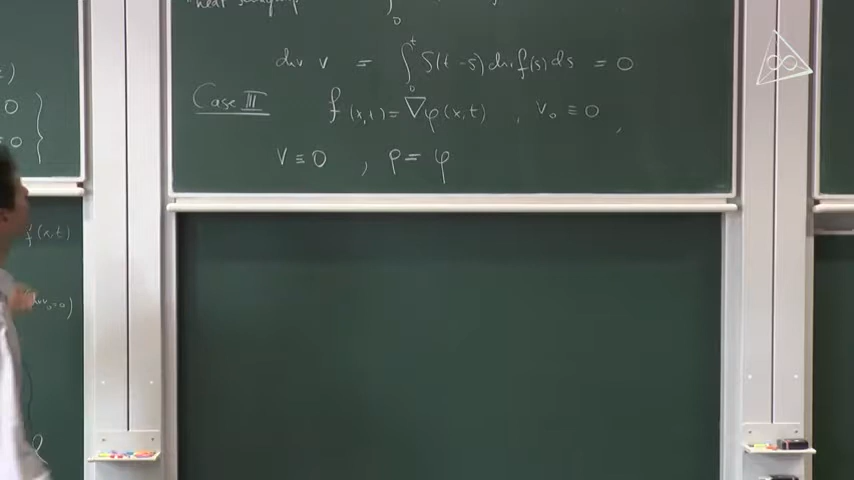 div v = ∫₀ᵗ S(t-s) div f(s) ds = 0
Case III f(x,t) = ∇φ(x,t) , v₀ ≡ 0 ,
v ≡ 0 , p = φ
f(x,t)